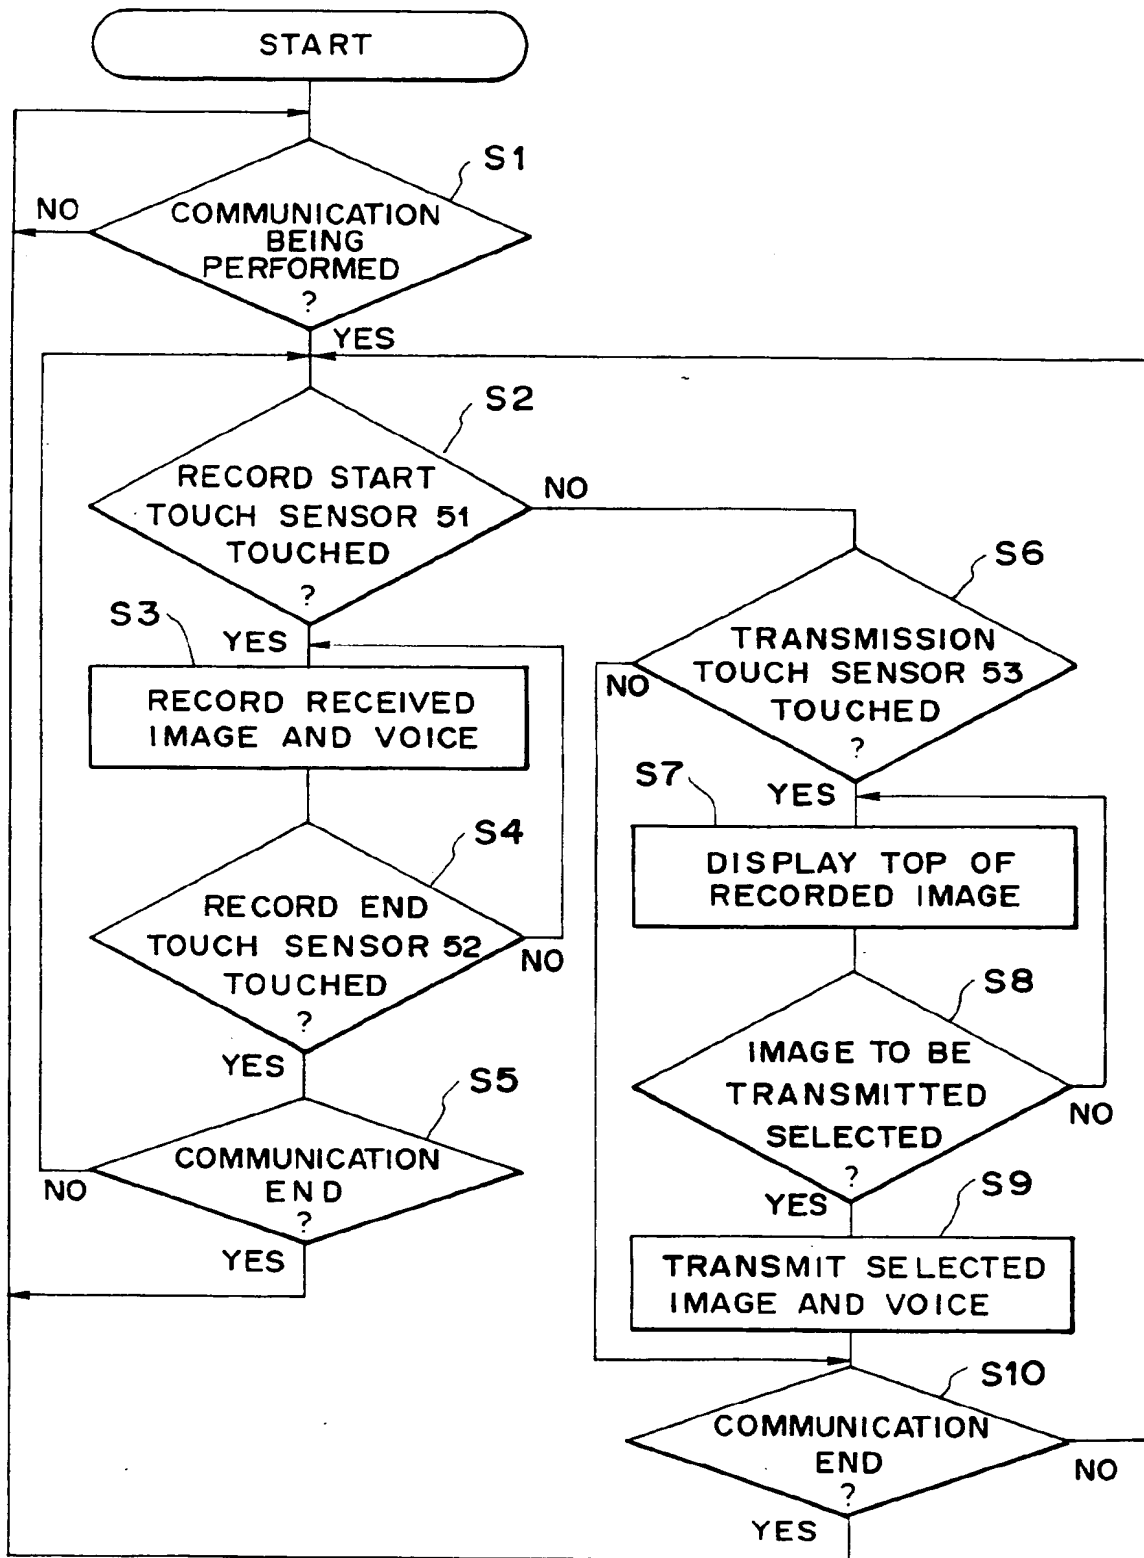 START
S1
NO
COMMUNICATION
BEING
PERFORMED
?
YES
S2
RECORD START
TOUCH SENSOR 51
TOUCHED
?
NO
YES
S3
RECORD RECEIVED
IMAGE AND VOICE
S4
RECORD END
TOUCH SENSOR 52
TOUCHED
?
NO
YES
S5
COMMUNICATION
END
?
NO
YES
S6
TRANSMISSION
TOUCH SENSOR 53
TOUCHED
?
NO
YES
S7
DISPLAY TOP OF
RECORDED IMAGE
S8
IMAGE TO BE
TRANSMITTED
SELECTED
?
NO
YES
S9
TRANSMIT SELECTED
IMAGE AND VOICE
S10
COMMUNICATION
END
?
NO
YES